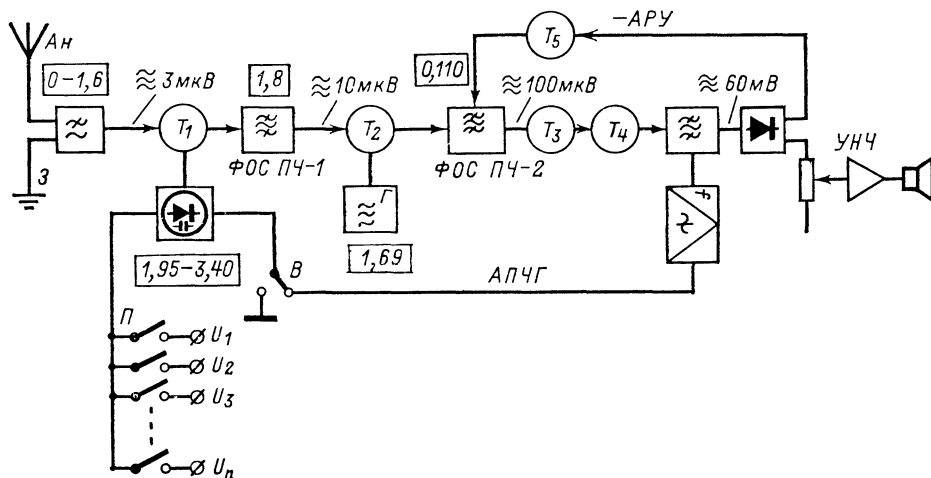 Ан
0–1,6
≈ 3мкВ
T1
1,8
ФОС ПЧ-1
≈ 10мкВ
T2
Г
1,69
0,110
ФОС ПЧ-2
≈ 100мкВ
T3
T4
T5
–АРУ
≈ 60мВ
УНЧ
З
1,95–3,40
В
АПЧГ
f
П
U1
U2
U3
Un